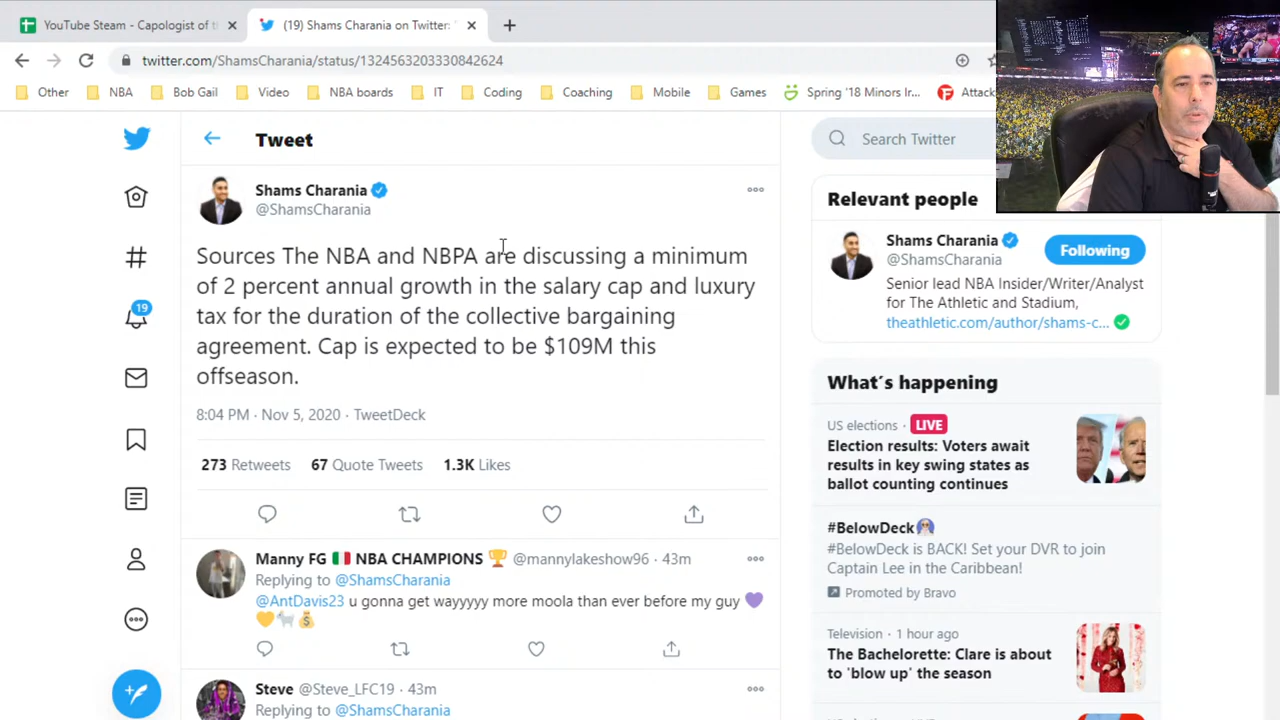 YouTube Steam - Capologist of t
(19) Shams Charania on Twitter: "
twitter.com/ShamsCharania/status/1324563203330842624
Other NBA Bob Gail Video NBA boards IT Coding Coaching Mobile Games Spring '18 Minors Ir... Attack
Tweet
Search Twitter
Shams Charania
@ShamsCharania
Sources The NBA and NBPA are discussing a minimum
of 2 percent annual growth in the salary cap and luxury
tax for the duration of the collective bargaining
agreement. Cap is expected to be $109M this
offseason.
8:04 PM · Nov 5, 2020 · TweetDeck
273 Retweets 67 Quote Tweets 1.3K Likes
Manny FG NBA CHAMPIONS @mannylakeshow96 · 43m
Replying to @ShamsCharania
@AntDavis23 u gonna get wayyyyy more moola than ever before my guy
Steve @Steve_LFC19 · 43m
Replying to @ShamsCharania
19
Relevant people
Shams Charania
@ShamsCharania
Following
Senior lead NBA Insider/Writer/Analyst
for The Athletic and Stadium,
theathletic.com/author/shams-c...
What's happening
US elections · LIVE
Election results: Voters await
results in key swing states as
ballot counting continues
#BelowDeck
#BelowDeck is BACK! Set your DVR to join
Captain Lee in the Caribbean!
Promoted by Bravo
Television · 1 hour ago
The Bachelorette: Clare is about
to 'blow up' the season